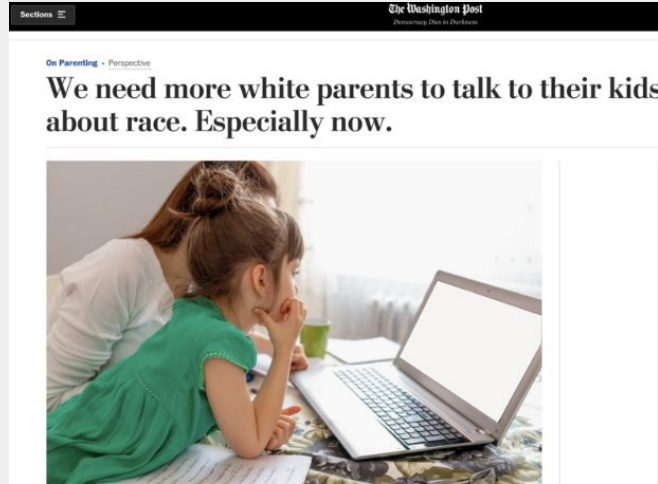 Sections
The Washington Post
Democracy Dies in Darkness
On Parenting • Perspective
We need more white parents to talk to their kids
about race. Especially now.